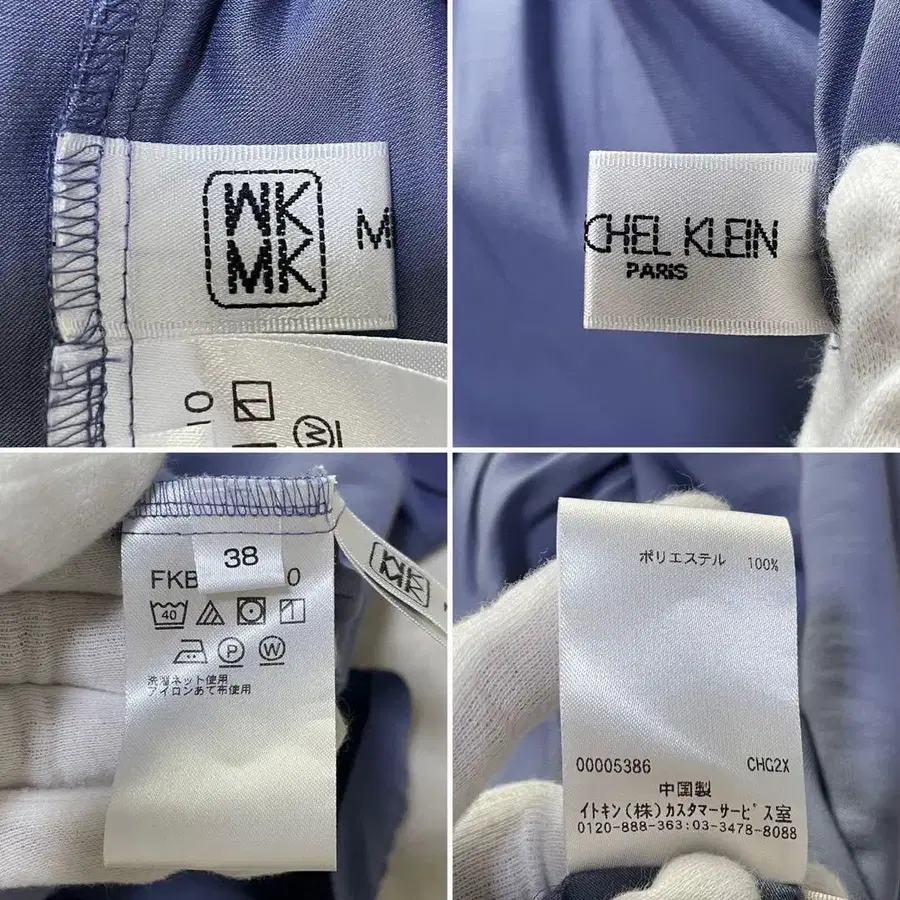 MK
MK
M
10
W
CHEL KLEIN
PARIS
38
FKB 0
40
P W
洗濯ネット使用
アイロンあて布使用
MK
MK
ポリエステル 100%
00005386 CHG2X
中国製
イトキン(株)カスタマーサービス室
0120-888-363:03-3478-8088